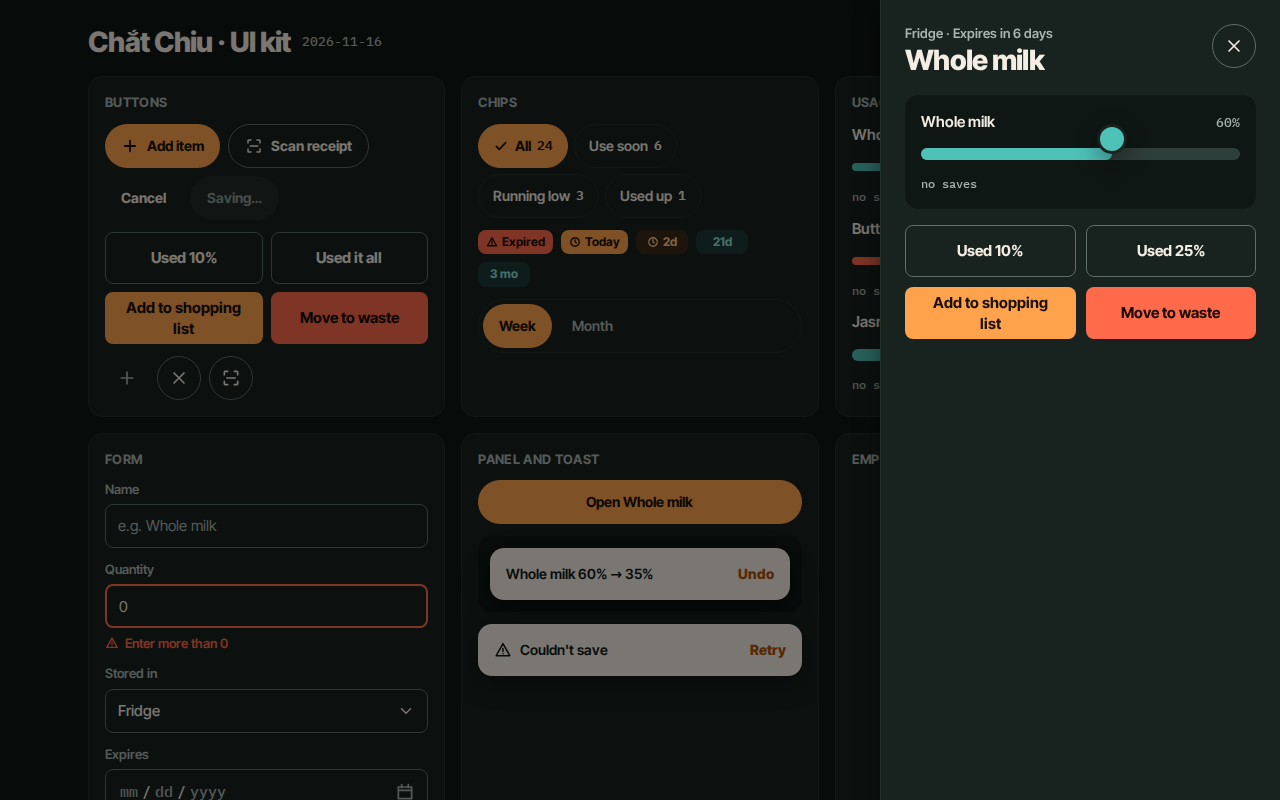 Chắt Chiu · UI kit 2026-11-16
BUTTONS
Add item
Scan receipt
Cancel
Saving...
Used 10%
Used it all
Add to shopping
list
Move to waste
CHIPS
All 24
Use soon 6
Running low 3
Used up 1
Expired
Today
2d
21d
3 mo
Week
Month
FORM
Name
e.g. Whole milk
Quantity
0
Enter more than 0
Stored in
Fridge
Expires
mm / dd / yyyy
PANEL AND TOAST
Open Whole milk
Whole milk 60% → 35%
Undo
Couldn't save
Retry
Fridge · Expires in 6 days
Whole milk
Whole milk
60%
no saves
Used 10%
Used 25%
Add to shopping
list
Move to waste